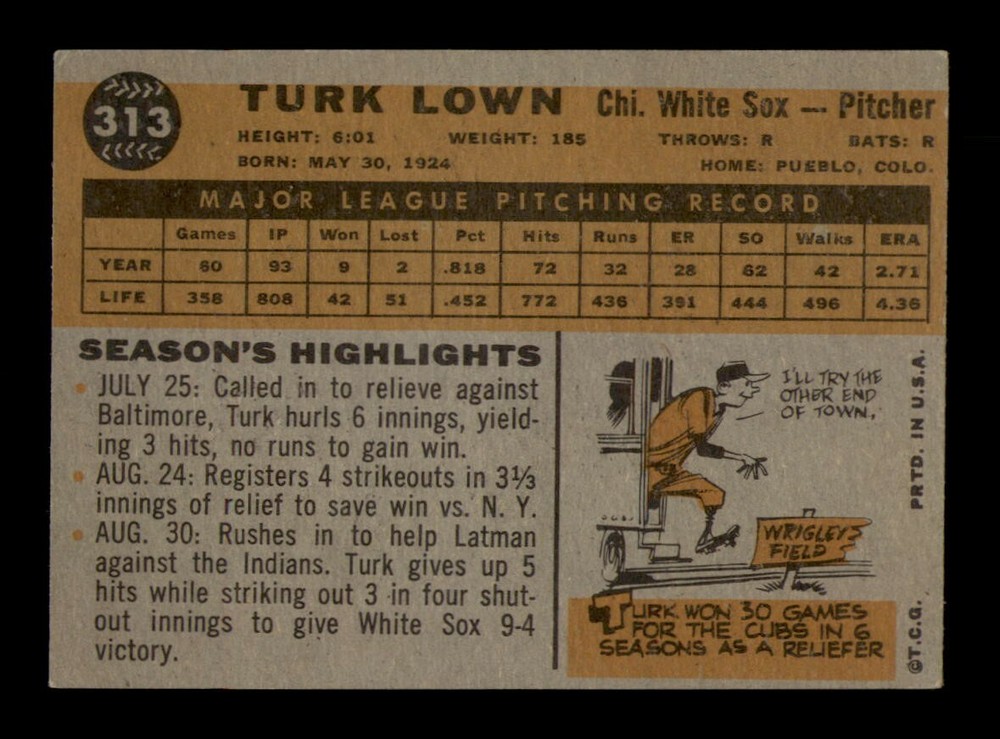 313
TURK LOWN Chi. White Sox — Pitcher
HEIGHT: 6:01 WEIGHT: 185 THROWS: R BATS: R
BORN: MAY 30, 1924 HOME: PUEBLO, COLO.
MAJOR LEAGUE PITCHING RECORD
Games IP Won Lost Pct Hits Runs ER SO Walks ERA
YEAR 60 93 9 2 .818 72 32 28 62 42 2.71
LIFE 358 808 42 51 .452 772 436 391 444 496 4.36
SEASON'S HIGHLIGHTS
• JULY 25: Called in to relieve against
Baltimore, Turk hurls 6 innings, yield-
ing 3 hits, no runs to gain win.
• AUG. 24: Registers 4 strikeouts in 3⅓
innings of relief to save win vs. N. Y.
• AUG. 30: Rushes in to help Latman
against the Indians. Turk gives up 5
hits while striking out 3 in four shut-
out innings to give White Sox 9-4
victory.
I'LL TRY THE
OTHER END
OF TOWN.
WRIGLEY
FIELD
TURK WON 30 GAMES
FOR THE CUBS IN 6
SEASONS AS A RELIEFER
©T.C.G. PRTD. IN U.S.A.